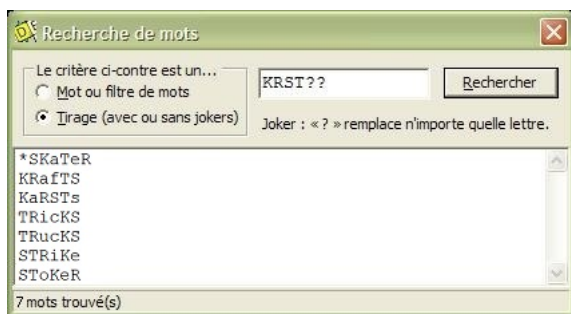 Recherche de mots
Le critère ci-contre est un...
Mot ou filtre de mots
Tirage (avec ou sans jokers)
KRST??
Rechercher
Joker : « ? » remplace n'importe quelle lettre.
*SKaTeR
KRafTS
KaRSTs
TRicKS
TRucKS
STRiKe
SToKeR
7 mots trouvé(s)